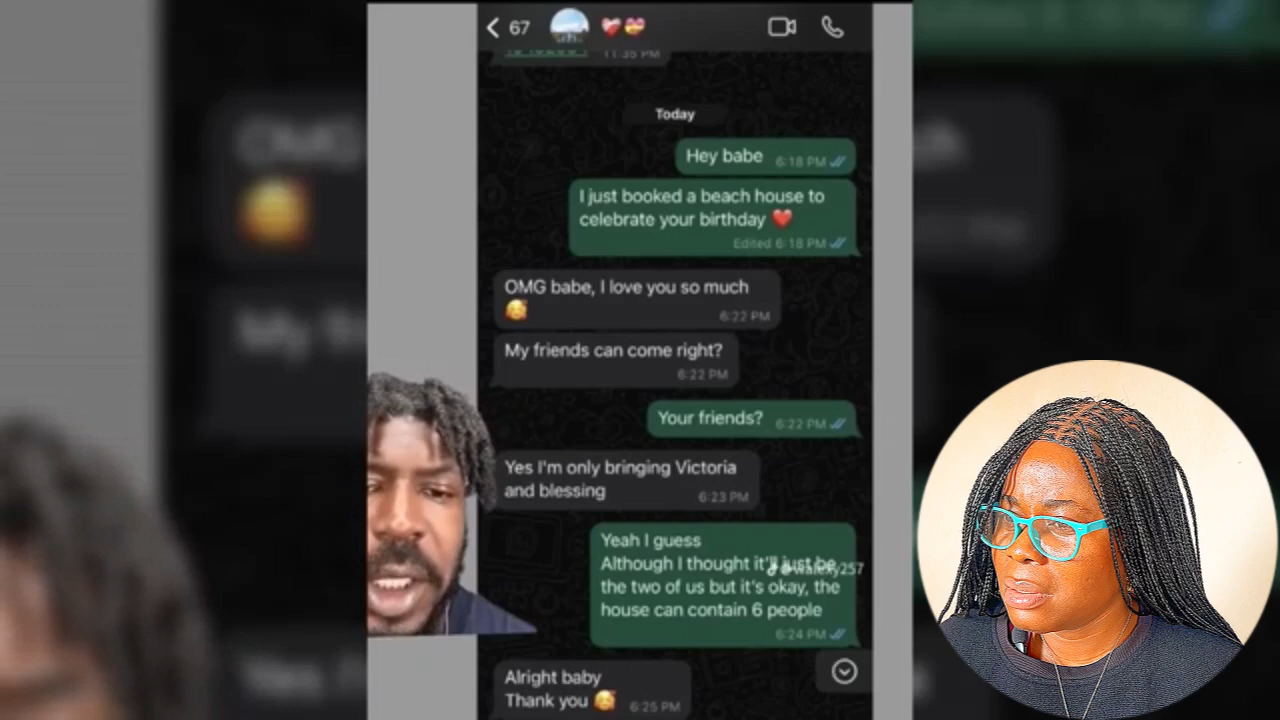 67
11:35 PM
Today
Hey babe 6:18 PM
I just booked a beach house to
celebrate your birthday ❤️
Edited 6:18 PM
OMG babe, I love you so much
🥰 6:22 PM
My friends can come right?
6:22 PM
Your friends? 6:22 PM
Yes I'm only bringing Victoria
and blessing 6:23 PM
Yeah I guess
Although I thought it'll just be
the two of us but it's okay, the
house can contain 6 people
6:24 PM
Alright baby
Thank you 🥰 6:25 PM